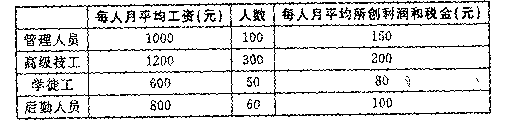 每人月平均工资(元) 人数 每人月平均所创利润和税金(元)
管理人员 1000 100 150
高级技工 1200 300 200
学徒工 600 50 80
后勤人员 800 60 100